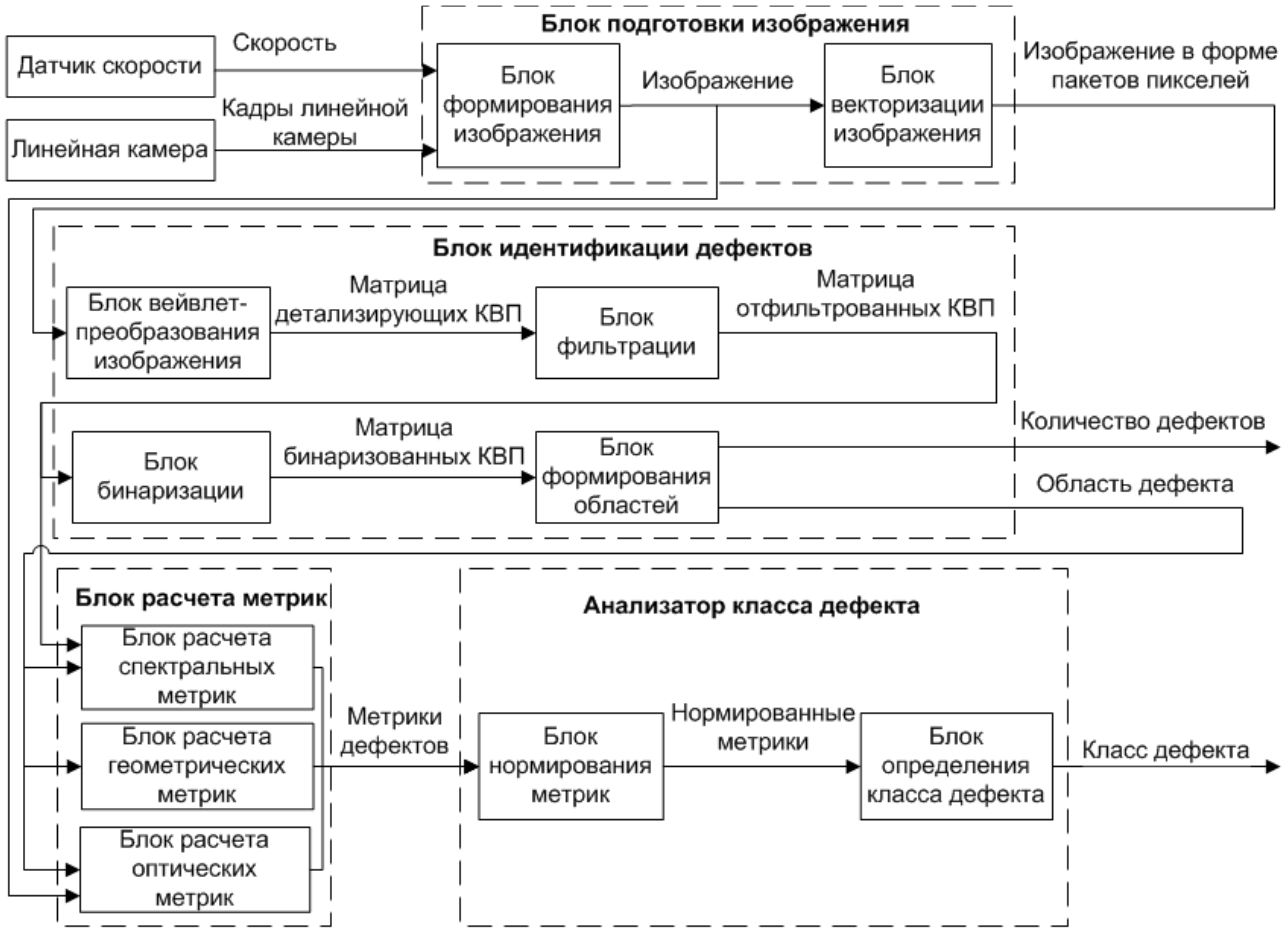 Блок подготовки изображения
Датчик скорости
Скорость
Блок
формирования
изображения
Изображение
Блок
векторизации
изображения
Изображение в форме
пакетов пикселей
Линейная камера
Кадры линейной
камеры
Блок идентификации дефектов
Блок вейвлет-
преобразования
изображения
Матрица
детализирующих КВП
Блок
фильтрации
Матрица
отфильтрованных КВП
Блок
бинаризации
Матрица
бинаризованных КВП
Блок
формирования
областей
Количество дефектов
Область дефекта
Блок расчета метрик
Блок расчета
спектральных
метрик
Блок расчета
геометрических
метрик
Блок расчета
оптических
метрик
Метрики
дефектов
Анализатор класса дефекта
Блок
нормирования
метрик
Нормированные
метрики
Блок
определения
класса дефекта
Класс дефекта